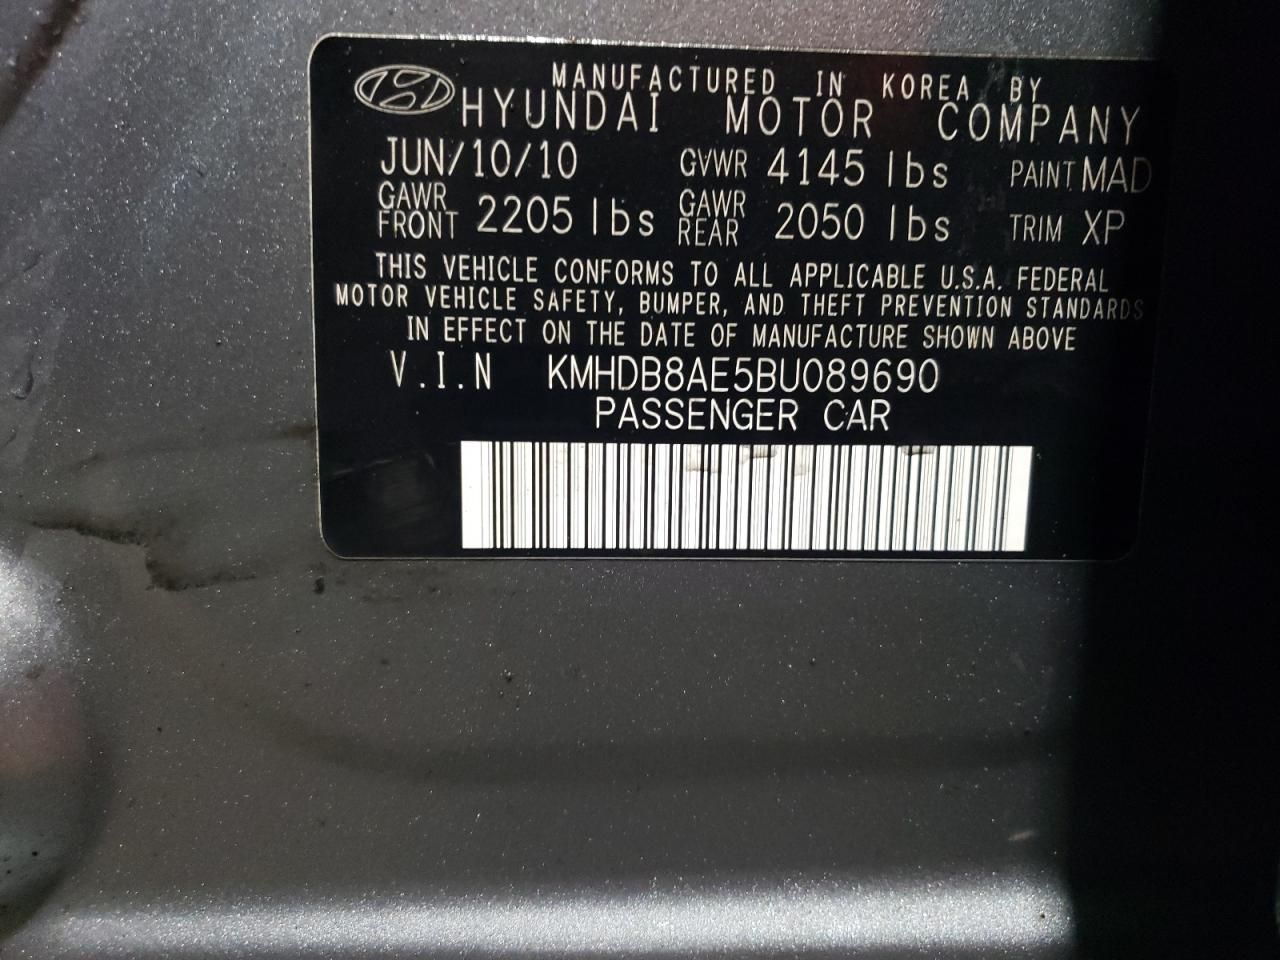 MANUFACTURED IN KOREA BY
HYUNDAI MOTOR COMPANY
JUN/10/10 GVWR 4145 lbs PAINT MAD
GAWR FRONT 2205 lbs GAWR REAR 2050 lbs TRIM XP
THIS VEHICLE CONFORMS TO ALL APPLICABLE U.S.A. FEDERAL
MOTOR VEHICLE SAFETY, BUMPER, AND THEFT PREVENTION STANDARDS
IN EFFECT ON THE DATE OF MANUFACTURE SHOWN ABOVE
V.I.N KMHDB8AE5BU089690
PASSENGER CAR